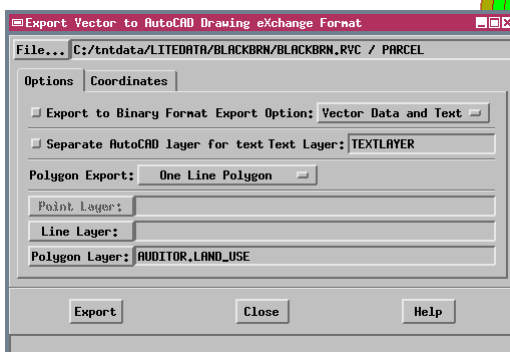 Export Vector to AutoCAD Drawing eXchange Format
File... C:/tntdata/LITEDATA/BLACKBRN/BLACKBRN.RVC / PARCEL
Options Coordinates
Export to Binary Format Export Option: Vector Data and Text
Separate AutoCAD layer for text Text Layer: TEXTLAYER
Polygon Export: One Line Polygon
Point Layer:
Line Layer:
Polygon Layer: AUDITOR.LAND_USE
Export Close Help